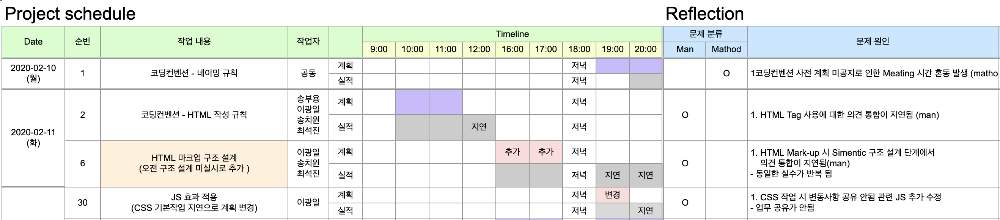 Project schedule
Reflection
Date
순번
작업 내용
작업자
Timeline
9:00 10:00 11:00 12:00 16:00 17:00 18:00 19:00 20:00
문제 분류
Man Mathod
문제 원인
2020-02-10
(월)
1
코딩컨벤션 - 네이밍 규칙
공동
계획
저녁
실적
저녁
O
1코딩컨벤션 사전 계획 미공지로 인한 Meating 시간 혼동 발생 (matho
2020-02-11
(화)
2
코딩컨벤션 - HTML 작성 규칙
송부용
이광일
송치원
최석진
계획
저녁
실적
지연
저녁
O
1. HTML Tag 사용에 대한 의견 통합이 지연됨 (man)
6
HTML 마크업 구조 설계
(오전 구조 설계 미실시로 추가 )
이광일
송치원
최석진
계획
추가 추가 저녁
실적
저녁 지연 지연
O
1. HTML Mark-up 시 Simentic 구조 설계 단계에서
의견 통합이 지연됨(man)
- 동일한 실수가 반복 됨
30
JS 효과 적용
(CSS 기본작업 지연으로 계획 변경)
이광일
계획
저녁 변경
실적
저녁 지연
O
1. CSS 작업 시 변동사항 공유 안됨 관련 JS 추가 수정
- 업무 공유가 안됨